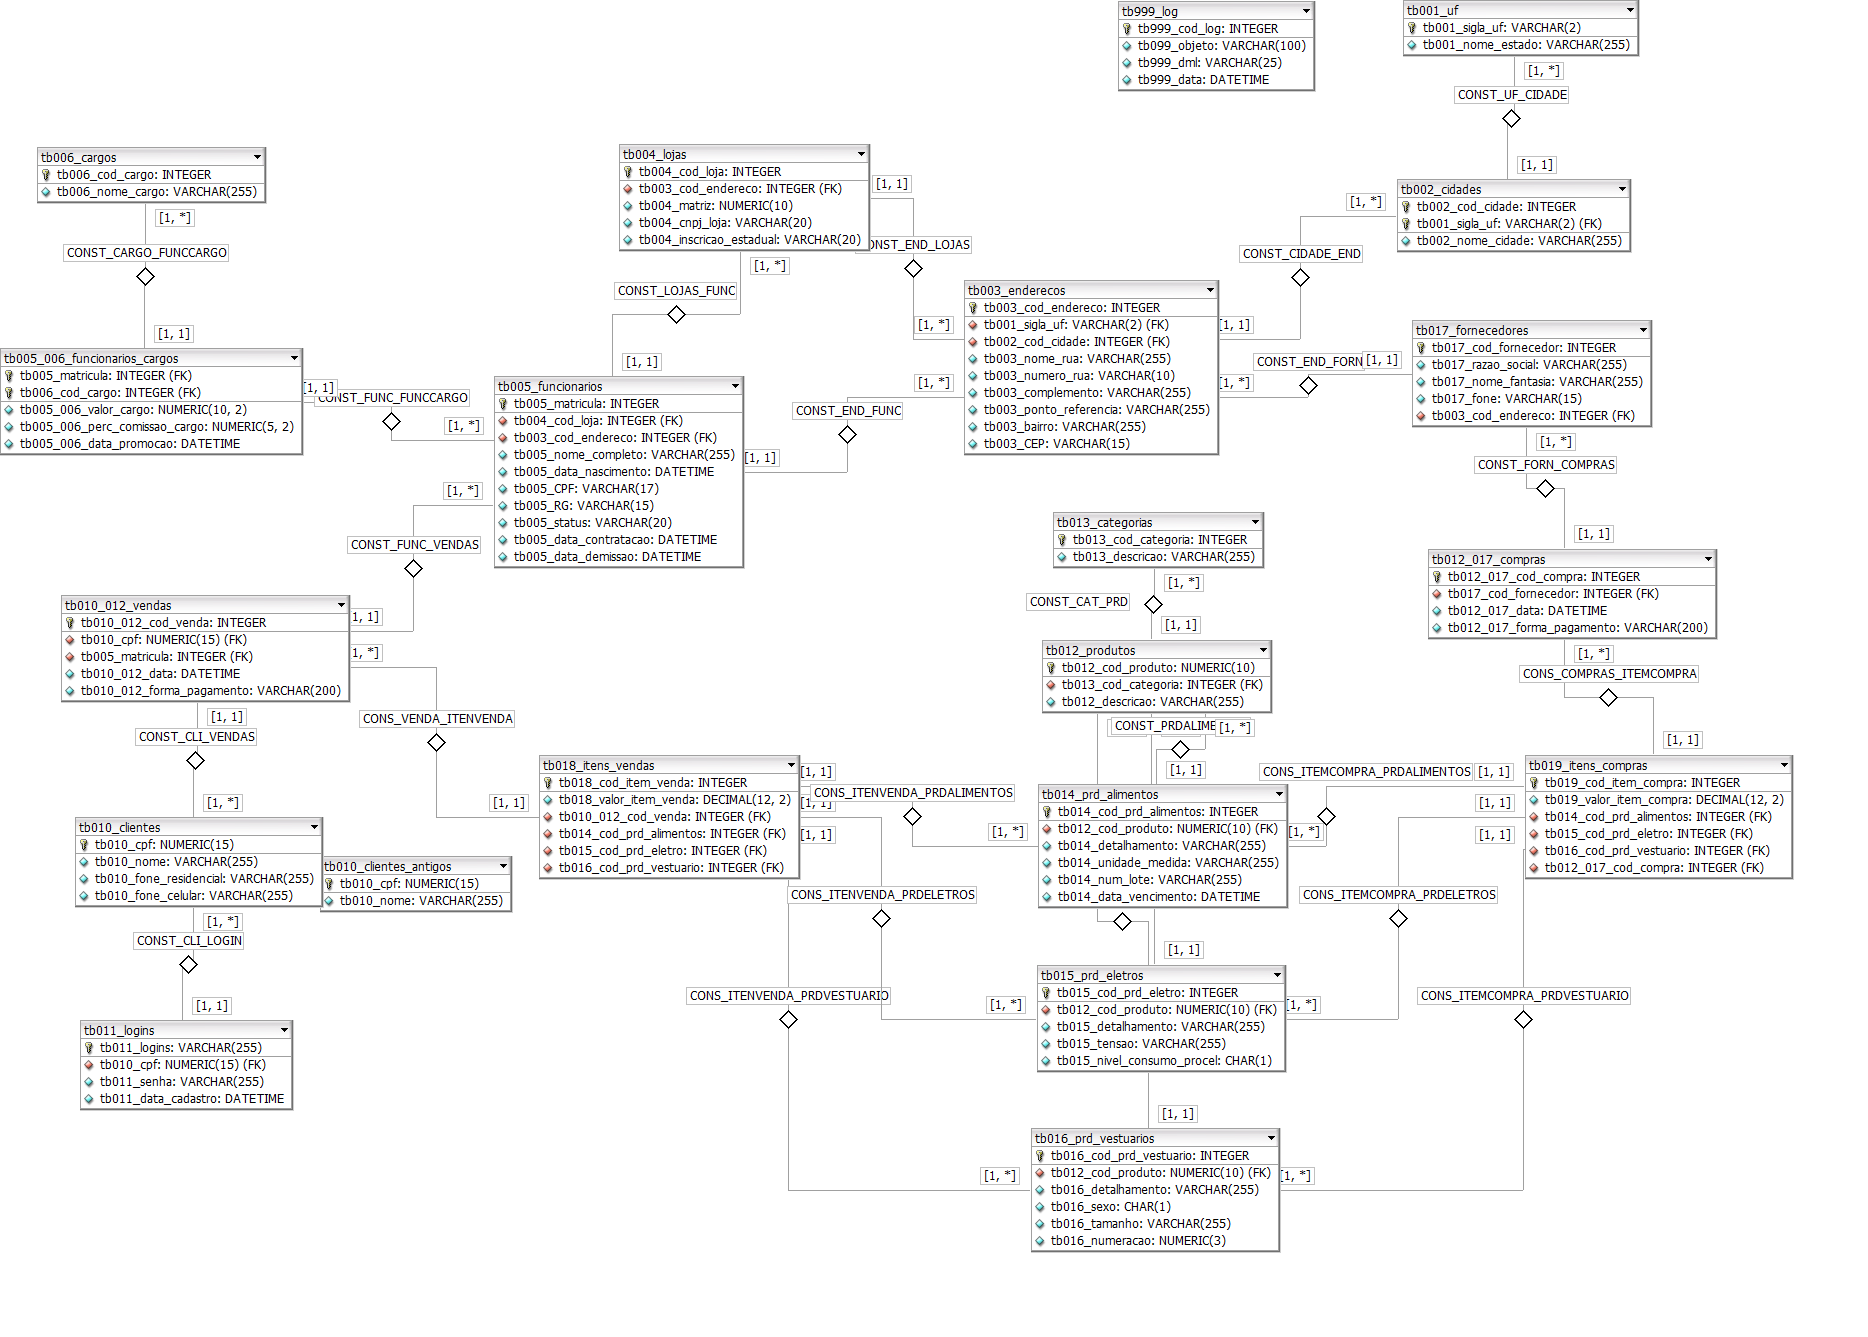 tb999_log
tb999_cod_log: INTEGER
tb099_objeto: VARCHAR(100)
tb999_dml: VARCHAR(25)
tb999_data: DATETIME
tb001_uf
tb001_sigla_uf: VARCHAR(2)
tb001_nome_estado: VARCHAR(255)
[1, *]
CONST_UF_CIDADE
[1, 1]
tb006_cargos
tb006_cod_cargo: INTEGER
tb006_nome_cargo: VARCHAR(255)
[1, *]
CONST_CARGO_FUNCCARGO
[1, 1]
tb004_lojas
tb004_cod_loja: INTEGER
tb003_cod_endereco: INTEGER (FK)
tb004_matriz: NUMERIC(10)
tb004_cnpj_loja: VARCHAR(20)
tb004_inscricao_estadual: VARCHAR(20)
[1, 1]
ONST_END_LOJAS
[1, *]
[1, *]
CONST_LOJAS_FUNC
[1, 1]
tb002_cidades
tb002_cod_cidade: INTEGER
tb001_sigla_uf: VARCHAR(2) (FK)
tb002_nome_cidade: VARCHAR(255)
[1, *]
CONST_CIDADE_END
[1, 1]
tb003_enderecos
tb003_cod_endereco: INTEGER
tb001_sigla_uf: VARCHAR(2) (FK)
tb002_cod_cidade: INTEGER (FK)
tb003_nome_rua: VARCHAR(255)
tb003_numero_rua: VARCHAR(10)
tb003_complemento: VARCHAR(255)
tb003_ponto_referencia: VARCHAR(255)
tb003_bairro: VARCHAR(255)
tb003_CEP: VARCHAR(15)
tb017_fornecedores
tb017_cod_fornecedor: INTEGER
tb017_razao_social: VARCHAR(255)
tb017_nome_fantasia: VARCHAR(255)
tb017_fone: VARCHAR(15)
tb003_cod_endereco: INTEGER (FK)
CONST_END_FORN
[1, 1]
[1, *]
[1, *]
CONST_FORN_COMPRAS
[1, 1]
tb005_006_funcionarios_cargos
tb005_matricula: INTEGER (FK)
tb006_cod_cargo: INTEGER (FK)
tb005_006_valor_cargo: NUMERIC(10, 2)
tb005_006_perc_comissao_cargo: NUMERIC(5, 2)
tb005_006_data_promocao: DATETIME
[1, 1]
CONST_FUNC_FUNCCARGO
[1, *]
tb005_funcionarios
tb005_matricula: INTEGER
tb004_cod_loja: INTEGER (FK)
tb003_cod_endereco: INTEGER (FK)
tb005_nome_completo: VARCHAR(255)
tb005_data_nascimento: DATETIME
tb005_CPF: VARCHAR(17)
tb005_RG: VARCHAR(15)
tb005_status: VARCHAR(20)
tb005_data_contratacao: DATETIME
tb005_data_demissao: DATETIME
[1, *]
CONST_END_FUNC
[1, 1]
[1, *]
CONST_FUNC_VENDAS
1, 1]
tb013_categorias
tb013_cod_categoria: INTEGER
tb013_descricao: VARCHAR(255)
[1, *]
CONST_CAT_PRD
[1, 1]
tb012_017_compras
tb012_017_cod_compra: INTEGER
tb017_cod_fornecedor: INTEGER (FK)
tb012_017_data: DATETIME
tb012_017_forma_pagamento: VARCHAR(200)
[1, *]
CONS_COMPRAS_ITEMCOMPRA
[1, 1]
tb010_012_vendas
tb010_012_cod_venda: INTEGER
tb010_cpf: NUMERIC(15) (FK)
tb005_matricula: INTEGER (FK)
tb010_012_data: DATETIME
tb010_012_forma_pagamento: VARCHAR(200)
1, *]
CONS_VENDA_ITENVENDA
[1, 1]
[1, 1]
CONST_CLI_VENDAS
[1, *]
tb012_produtos
tb012_cod_produto: NUMERIC(10)
tb013_cod_categoria: INTEGER (FK)
tb012_descricao: VARCHAR(255)
CONST_PRDALIME
[1, *]
[1, 1]
tb018_itens_vendas
tb018_cod_item_venda: INTEGER
tb018_valor_item_venda: DECIMAL(12, 2)
tb010_012_cod_venda: INTEGER (FK)
tb014_cod_prd_alimentos: INTEGER (FK)
tb015_cod_prd_eletro: INTEGER (FK)
tb016_cod_prd_vestuario: INTEGER (FK)
[1, 1]
CONS_ITENVENDA_PRDALIMENTOS
[1, 1]
[1, 1]
[1, *]
tb014_prd_alimentos
tb014_cod_prd_alimentos: INTEGER
tb012_cod_produto: NUMERIC(10) (FK)
tb014_detalhamento: VARCHAR(255)
tb014_unidade_medida: VARCHAR(255)
tb014_num_lote: VARCHAR(255)
tb014_data_vencimento: DATETIME
CONS_ITEMCOMPRA_PRDALIMENTOS
[1, 1]
[1, 1]
[1, *]
[1, 1]
tb019_itens_compras
tb019_cod_item_compra: INTEGER
tb019_valor_item_compra: DECIMAL(12, 2)
tb014_cod_prd_alimentos: INTEGER (FK)
tb015_cod_prd_eletro: INTEGER (FK)
tb016_cod_prd_vestuario: INTEGER (FK)
tb012_017_cod_compra: INTEGER (FK)
tb010_clientes
tb010_cpf: NUMERIC(15)
tb010_nome: VARCHAR(255)
tb010_fone_residencial: VARCHAR(255)
tb010_fone_celular: VARCHAR(255)
tb010_clientes_antigos
tb010_cpf: NUMERIC(15)
tb010_nome: VARCHAR(255)
[1, *]
CONST_CLI_LOGIN
[1, 1]
CONS_ITENVENDA_PRDELETROS
CONS_ITEMCOMPRA_PRDELETROS
[1, 1]
tb015_prd_eletros
tb015_cod_prd_eletro: INTEGER
tb012_cod_produto: NUMERIC(10) (FK)
tb015_detalhamento: VARCHAR(255)
tb015_tensao: VARCHAR(255)
tb015_nivel_consumo_procel: CHAR(1)
CONS_ITENVENDA_PRDVESTUARIO
[1, *]
[1, *]
CONS_ITEMCOMPRA_PRDVESTUARIO
tb011_logins
tb011_logins: VARCHAR(255)
tb010_cpf: NUMERIC(15) (FK)
tb011_senha: VARCHAR(255)
tb011_data_cadastro: DATETIME
[1, 1]
tb016_prd_vestuarios
tb016_cod_prd_vestuario: INTEGER
tb012_cod_produto: NUMERIC(10) (FK)
tb016_detalhamento: VARCHAR(255)
tb016_sexo: CHAR(1)
tb016_tamanho: VARCHAR(255)
tb016_numeracao: NUMERIC(3)
[1, *]
[1, *]